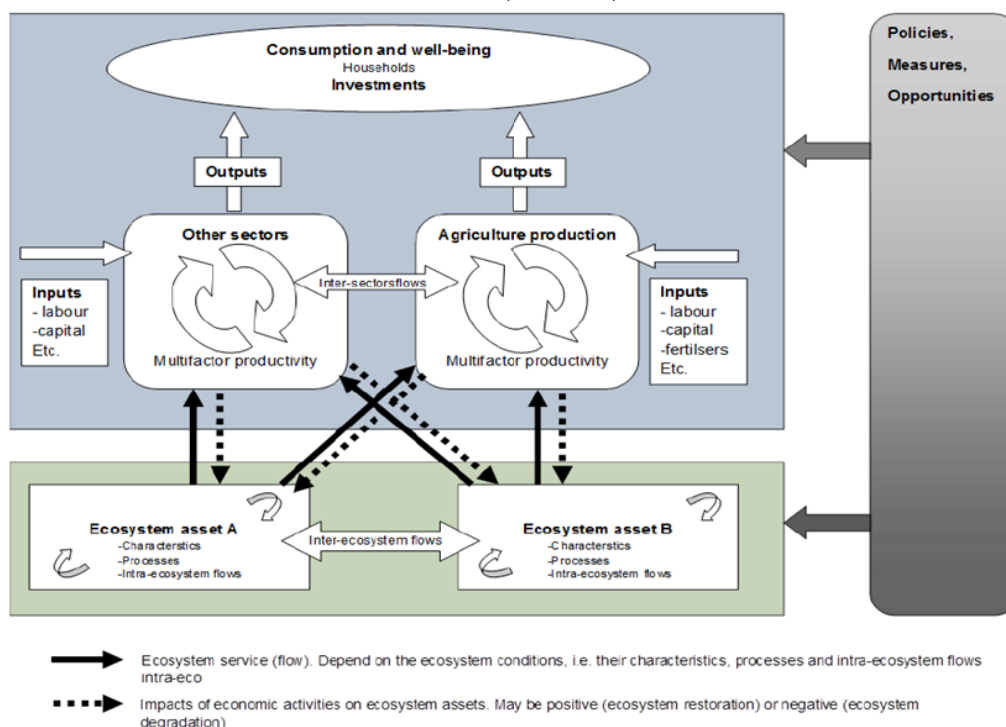 Consumption and well-being
Households
Investments
Policies,
Measures,
Opportunities
Outputs
Outputs
Other sectors
Agriculture production
Inter-sectorsflows
Inputs
- labour
-capital
Etc.
Inputs
- labour
-capital
-fertilsers
Etc.
Multifactor productivity
Multifactor productivity
Ecosystem asset A
-Characterstics
-Processes
-Intra-ecosystem flows
Inter-ecosystem flows
Ecosystem asset B
-Characterstics
-Processes
-Intra-ecosystem flows
Ecosystem service (flow). Depend on the ecosystem conditions, i.e. their characteristics, processes and intra-ecosystem flows
intra-eco
Impacts of economic activities on ecosystem assets. May be positive (ecosystem restoration) or negative (ecosystem
degradation)